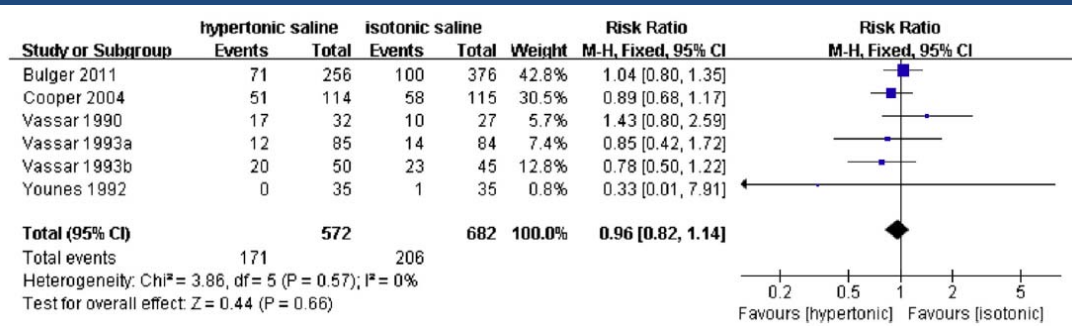 hypertonic saline isotonic saline Risk Ratio Risk Ratio
Study or Subgroup Events Total Events Total Weight M-H, Fixed, 95% CI M-H, Fixed, 95% CI
Bulger 2011 71 256 100 376 42.8% 1.04 [0.80, 1.35]
Cooper 2004 51 114 58 115 30.5% 0.89 [0.68, 1.17]
Vassar 1990 17 32 10 27 5.7% 1.43 [0.80, 2.59]
Vassar 1993a 12 85 14 84 7.4% 0.85 [0.42, 1.72]
Vassar 1993b 20 50 23 45 12.8% 0.78 [0.50, 1.22]
Younes 1992 0 35 1 35 0.8% 0.33 [0.01, 7.91]
Total (95% CI) 572 682 100.0% 0.96 [0.82, 1.14]
Total events 171 206
Heterogeneity: Chi² = 3.86, df = 5 (P = 0.57); I² = 0%
Test for overall effect: Z = 0.44 (P = 0.66)
0.2 0.5 1 2 5
Favours [hypertonic] Favours [isotonic]